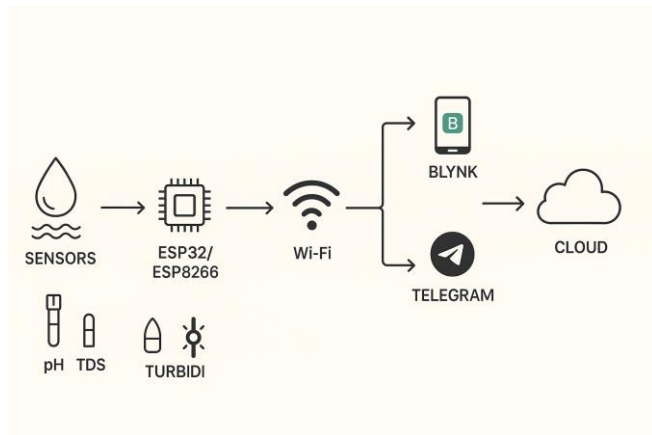 B
BLYNK
SENSORS
ESP32/
ESP8266
Wi-Fi
CLOUD
TELEGRAM
pH TDS
TURBIDI